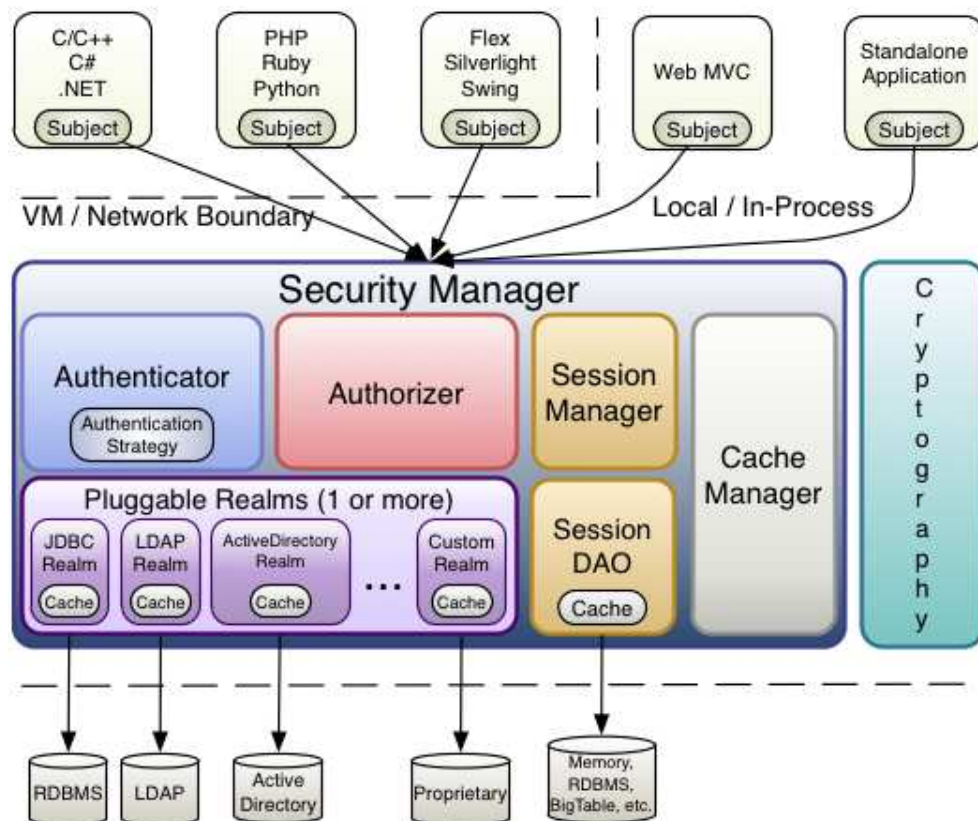 C/C++
C#
.NET
Subject
PHP
Ruby
Python
Subject
Flex
Silverlight
Swing
Subject
Web MVC
Subject
Standalone
Application
Subject
VM / Network Boundary
Local / In-Process
Security Manager
Authenticator
Authentication
Strategy
Authorizer
Session
Manager
Cache
Manager
Cryptography
Pluggable Realms (1 or more)
JDBC
Realm
Cache
LDAP
Realm
Cache
ActiveDirectory
Realm
Cache
...
Custom
Realm
Cache
Session
DAO
Cache
RDBMS
LDAP
Active
Directory
Proprietary
Memory,
RDBMS,
BigTable, etc.